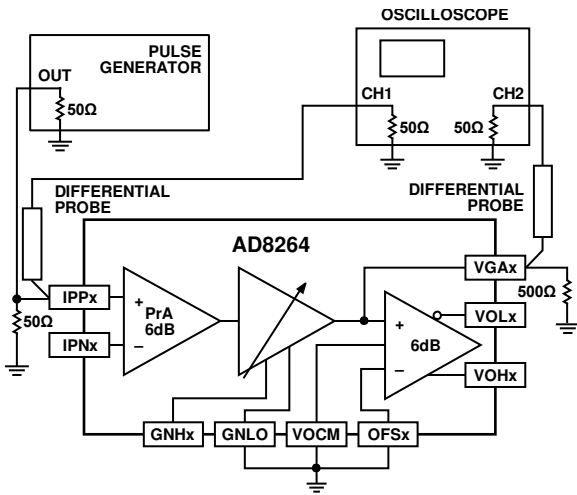 OSCILLOSCOPE
PULSE
GENERATOR
OUT
50Ω
CH1
CH2
50Ω
50Ω
DIFFERENTIAL
PROBE
DIFFERENTIAL
PROBE
AD8264
VGAx
IPPx
+
PrA
6dB
–
50Ω
IPNx
500Ω
+
6dB
–
VOLx
VOHx
GNHx
GNLO
VOCM
OFSx